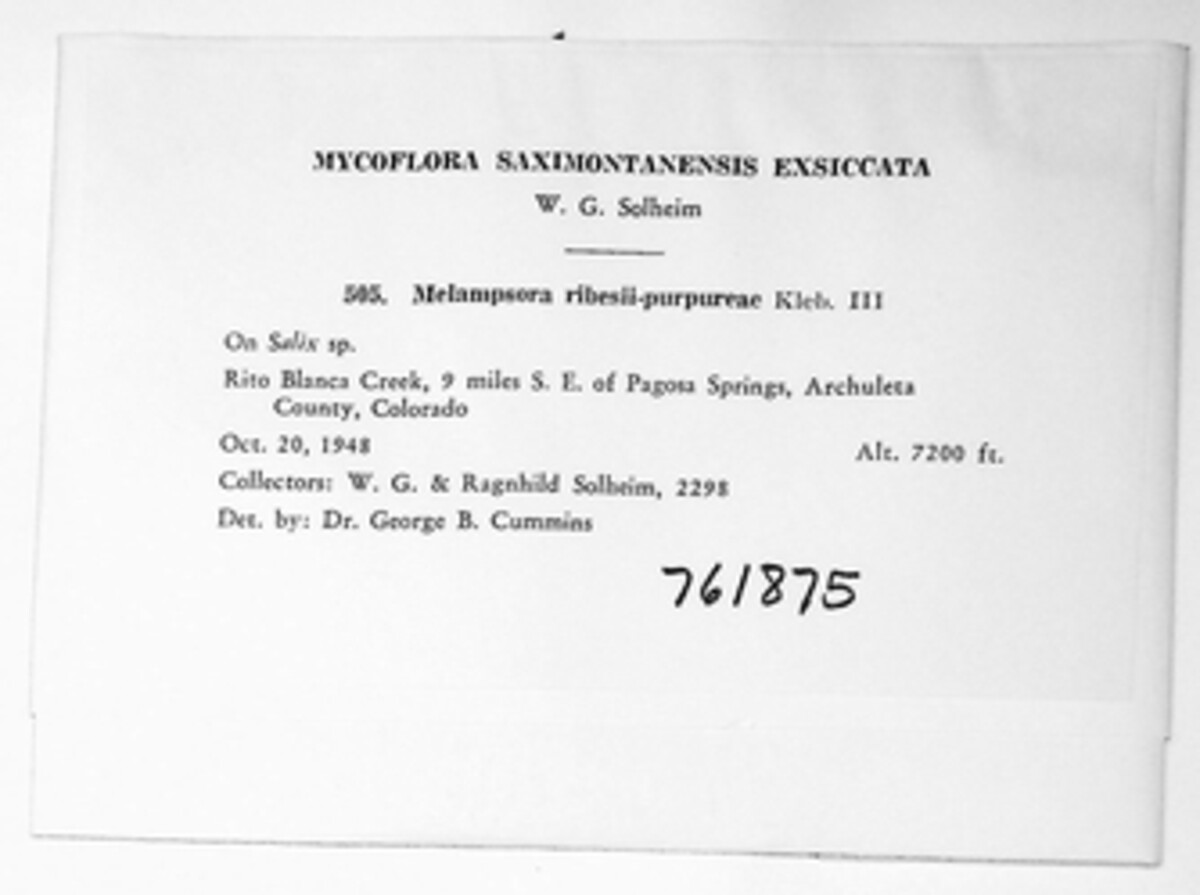 MYCOFLORA SAXIMONTANENSIS EXSICCATA
W. G. Solheim
505. Melampsora ribesii-purpureae Kleb. III
On Salix sp.
Rito Blanca Creek, 9 miles S. E. of Pagosa Springs, Archuleta
County, Colorado
Oct. 20, 1948 Alt. 7200 ft.
Collectors: W. G. & Ragnhild Solheim, 2298
Det. by: Dr. George B. Cummins
761875